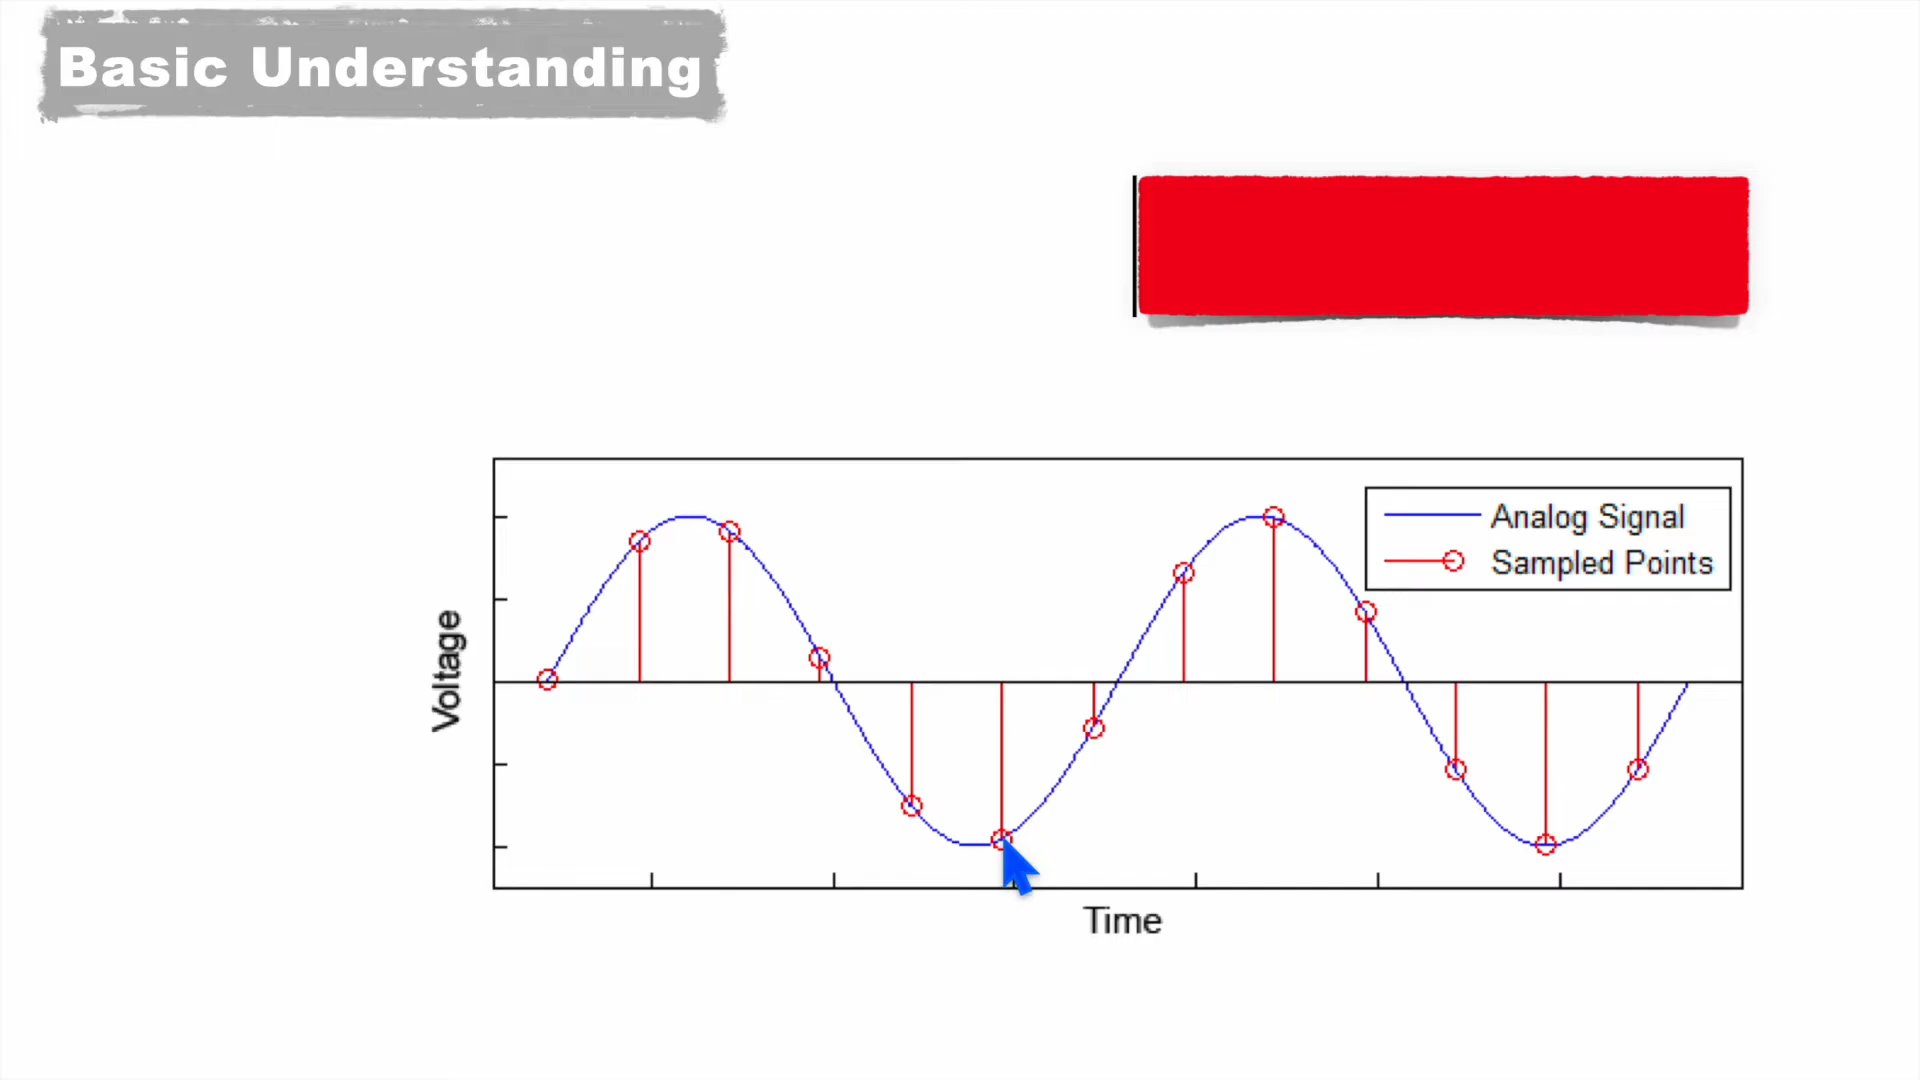 Basic Understanding
Analog Signal
Sampled Points
Voltage
Time